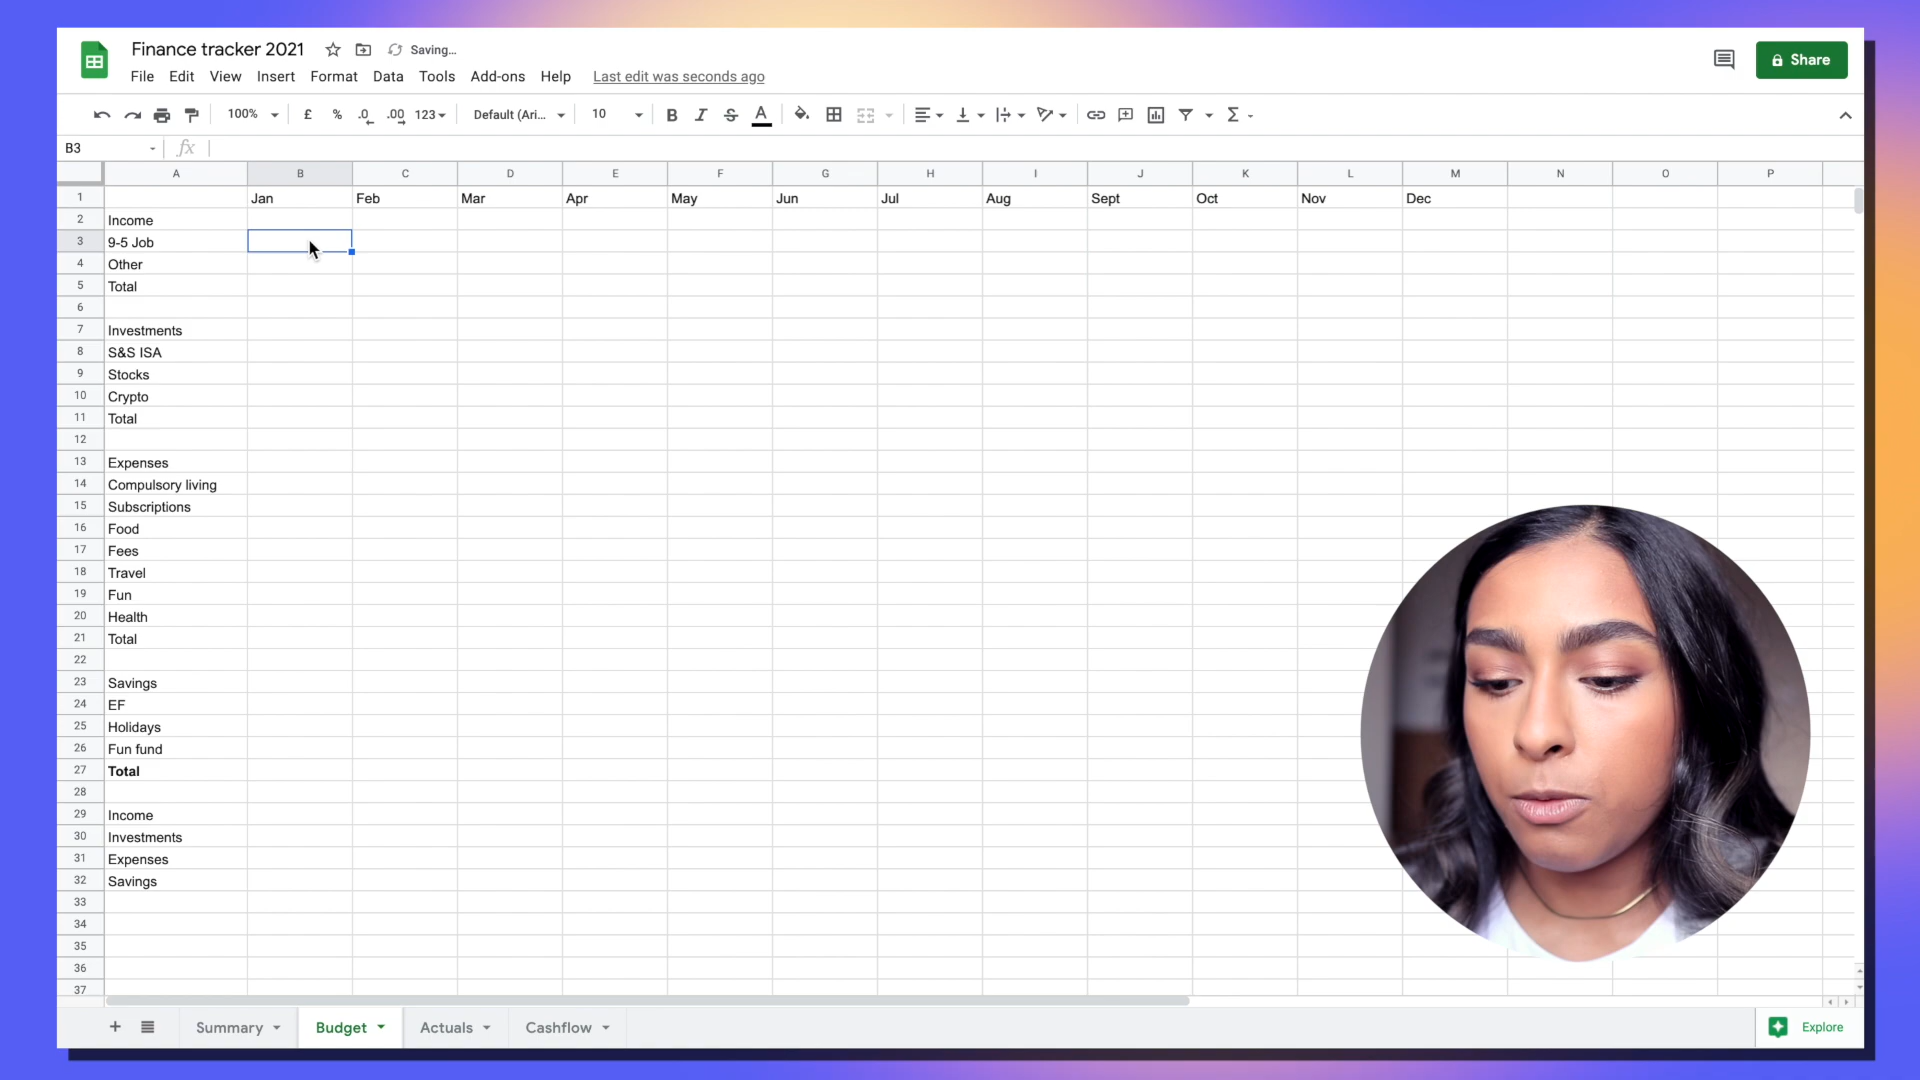 Finance tracker 2021 Saving... Share
File Edit View Insert Format Data Tools Add-ons Help Last edit was seconds ago
100% £ % .0 .00 123 Default (Ari... 10 B I S A Σ
B3 fx
A B C D E F G H I J K L M N O P
1 Jan Feb Mar Apr May Jun Jul Aug Sept Oct Nov Dec
2 Income
3 9-5 Job
4 Other
5 Total
6
7 Investments
8 S&S ISA
9 Stocks
10 Crypto
11 Total
12
13 Expenses
14 Compulsory living
15 Subscriptions
16 Food
17 Fees
18 Travel
19 Fun
20 Health
21 Total
22
23 Savings
24 EF
25 Holidays
26 Fun fund
27 Total
28
29 Income
30 Investments
31 Expenses
32 Savings
33
34
35
36
37
+ Summary Budget Actuals Cashflow Explore